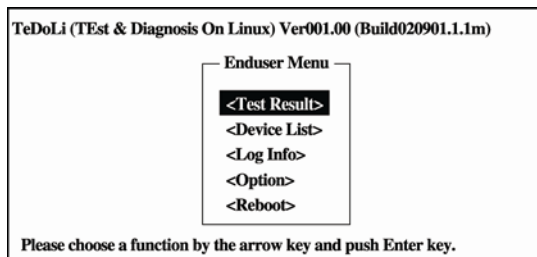 TeDoLi (TEst & Diagnosis On Linux) Ver001.00 (Build020901.1.1m)
Enduser Menu
<Test Result>
<Device List>
<Log Info>
<Option>
<Reboot>
Please choose a function by the arrow key and push Enter key.